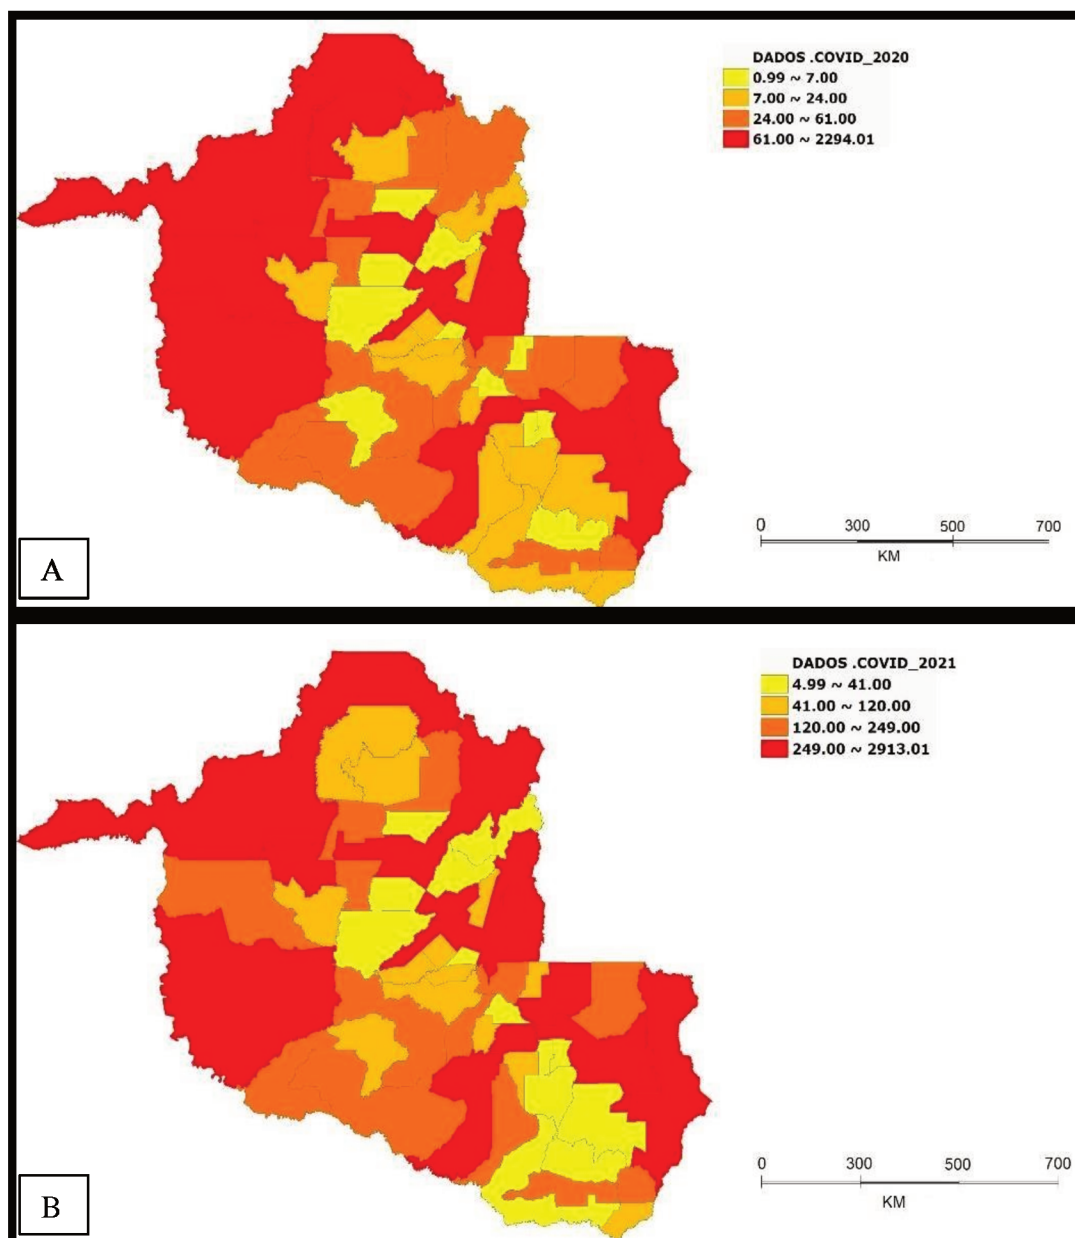 DADOS .COVID_2020
0.99 ~ 7.00
7.00 ~ 24.00
24.00 ~ 61.00
61.00 ~ 2294.01
0 300 500 700
KM
A
DADOS .COVID_2021
4.99 ~ 41.00
41.00 ~ 120.00
120.00 ~ 249.00
249.00 ~ 2913.01
0 300 500 700
KM
B